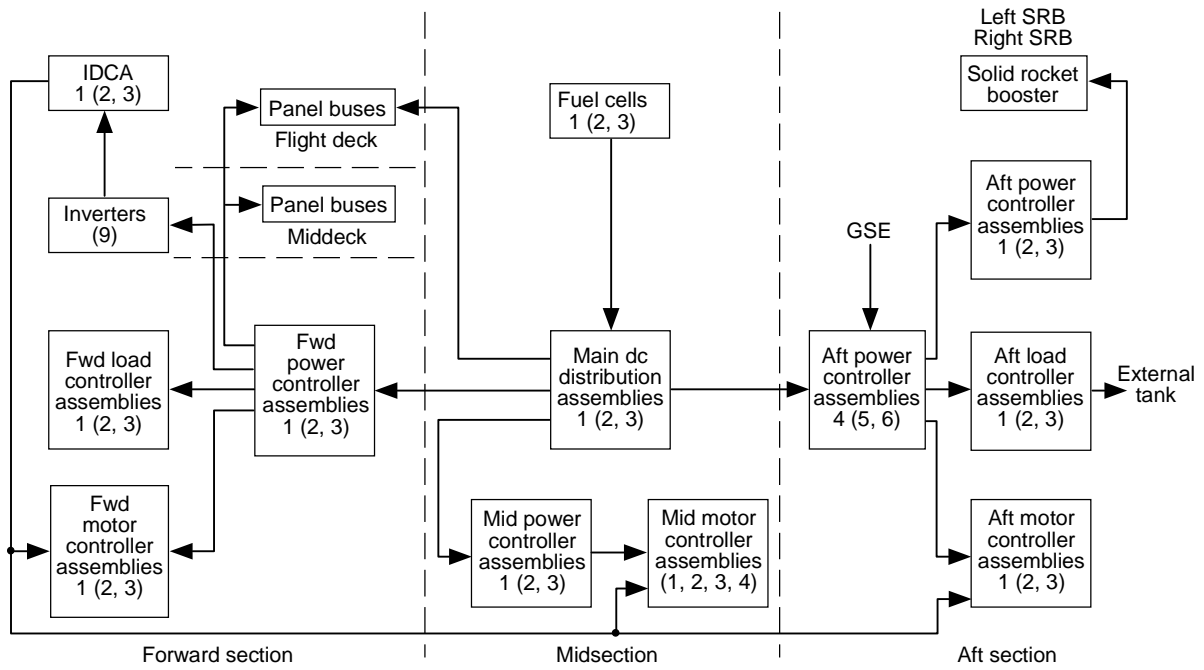 Left SRB
Right SRB
IDCA
1 (2, 3)
Solid rocket
booster
Panel buses
Flight deck
Fuel cells
1 (2, 3)
Inverters
(9)
Panel buses
Middeck
Aft power
controller
assemblies
1 (2, 3)
GSE
Fwd load
controller
assemblies
1 (2, 3)
Fwd
power
controller
assemblies
1 (2, 3)
Main dc
distribution
assemblies
1 (2, 3)
Aft power
controller
assemblies
4 (5, 6)
Aft load
controller
assemblies
1 (2, 3)
External
tank
Fwd
motor
controller
assemblies
1 (2, 3)
Mid power
controller
assemblies
1 (2, 3)
Mid motor
controller
assemblies
(1, 2, 3, 4)
Aft motor
controller
assemblies
1 (2, 3)
Forward section
Midsection
Aft section